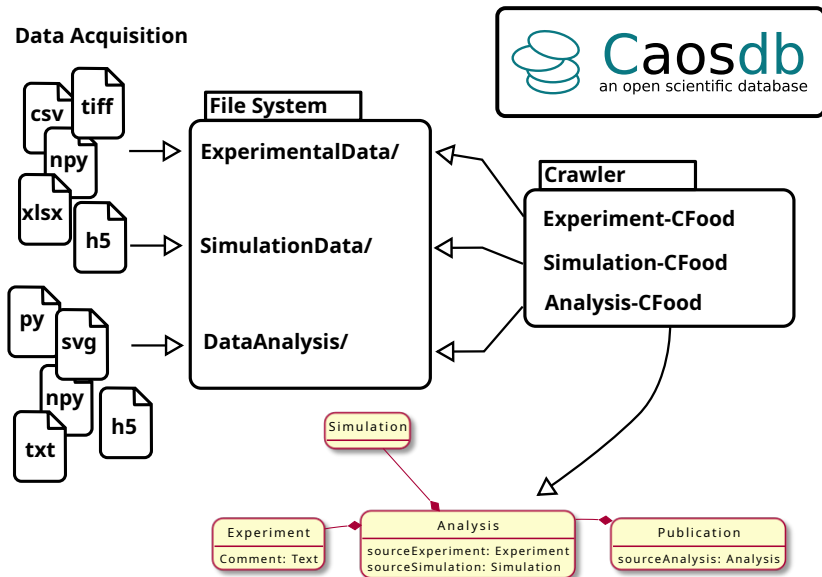 Data Acquisition
Caosdb
an open scientific database
csv
tiff
npy
xlsx
h5
File System
ExperimentalData/
SimulationData/
DataAnalysis/
Crawler
Experiment-CFood
Simulation-CFood
Analysis-CFood
py
svg
npy
h5
txt
Simulation
Experiment
Comment: Text
Analysis
sourceExperiment: Experiment
sourceSimulation: Simulation
Publication
sourceAnalysis: Analysis